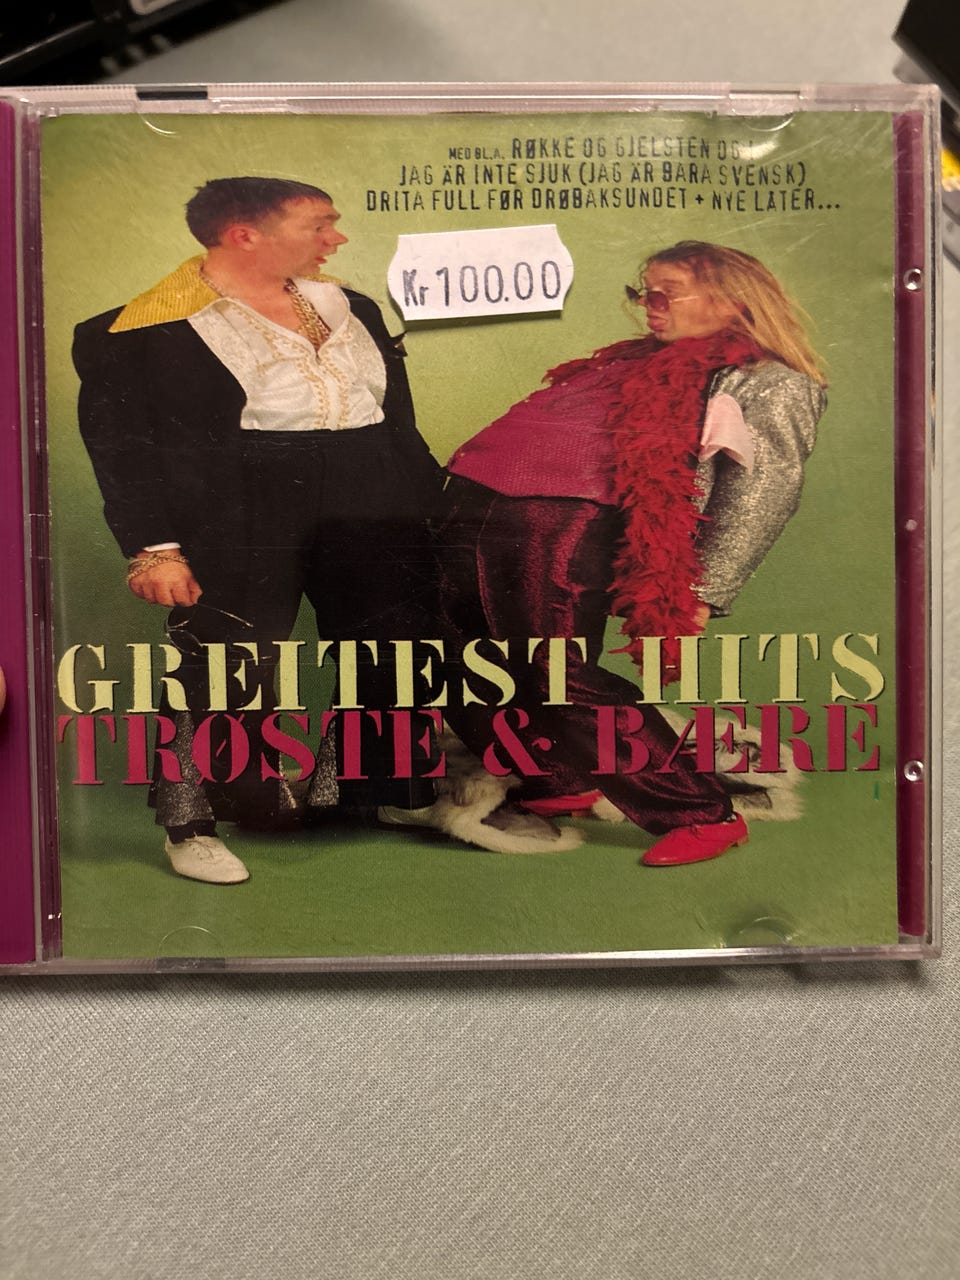 MED BL.A. RØKKE OG GJELSTEN OG I
JAG ÄR INTE SJUK (JAG ÄR BARA SVENSK)
DRITA FULL FØR DRØBAKSUNDET + NYE LÅTER...
Kr 100.00
GREITEST HITS
TRØSTE & BÆRE